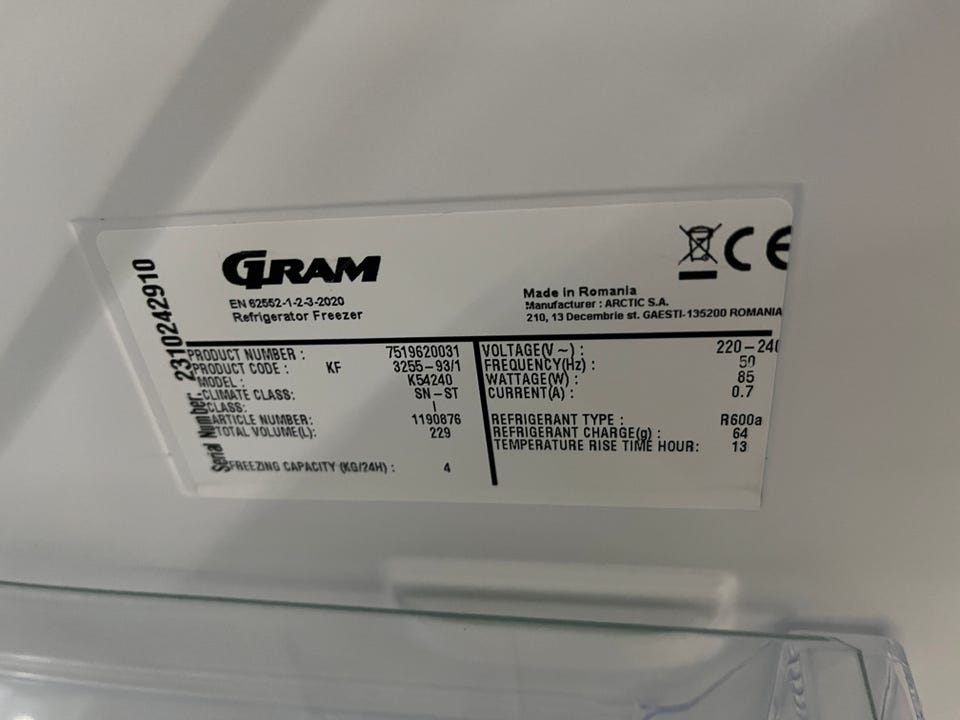 GRAM
EN 62552-1-2-3-2020
Refrigerator Freezer
CE
Made in Romania
Manufacturer : ARCTIC S.A.
210, 13 Decembrie st. GAESTI-135200 ROMANIA
Serial Number. 2310242910
PRODUCT NUMBER : 7519620031
PRODUCT CODE : KF 3255-93/1
MODEL : K54240
CLIMATE CLASS: SN-ST
CLASS: I
ARTICLE NUMBER: 1190876
TOTAL VOLUME(L): 229
FREEZING CAPACITY (KG/24H) : 4
VOLTAGE(V ~) : 220-240
FREQUENCY(Hz) : 50
WATTAGE(W) : 85
CURRENT(A) : 0.7
REFRIGERANT TYPE : R600a
REFRIGERANT CHARGE(g) : 64
TEMPERATURE RISE TIME HOUR: 13